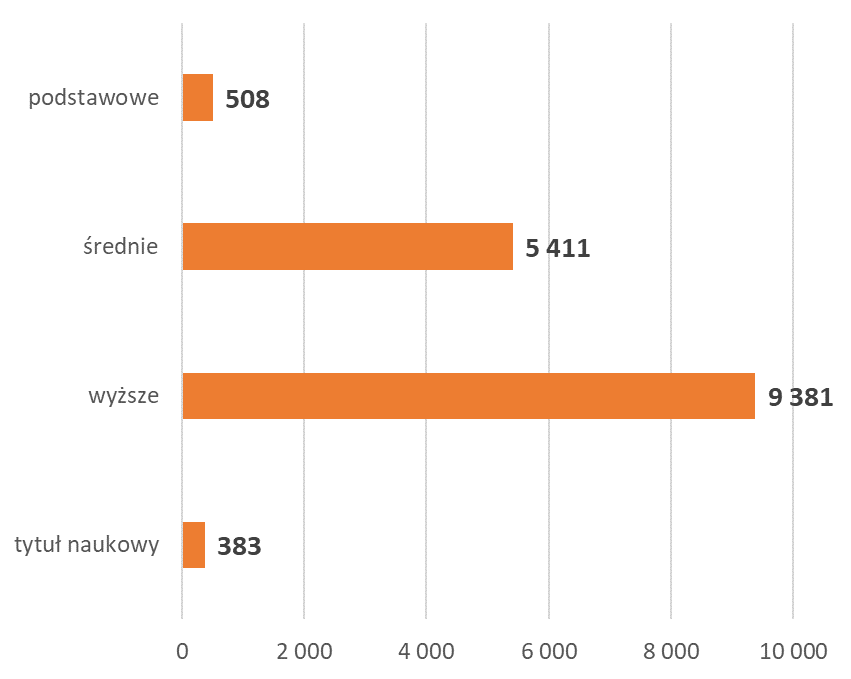 podstawowe 508
średnie 5 411
wyższe 9 381
tytuł naukowy 383
0 2 000 4 000 6 000 8 000 10 000